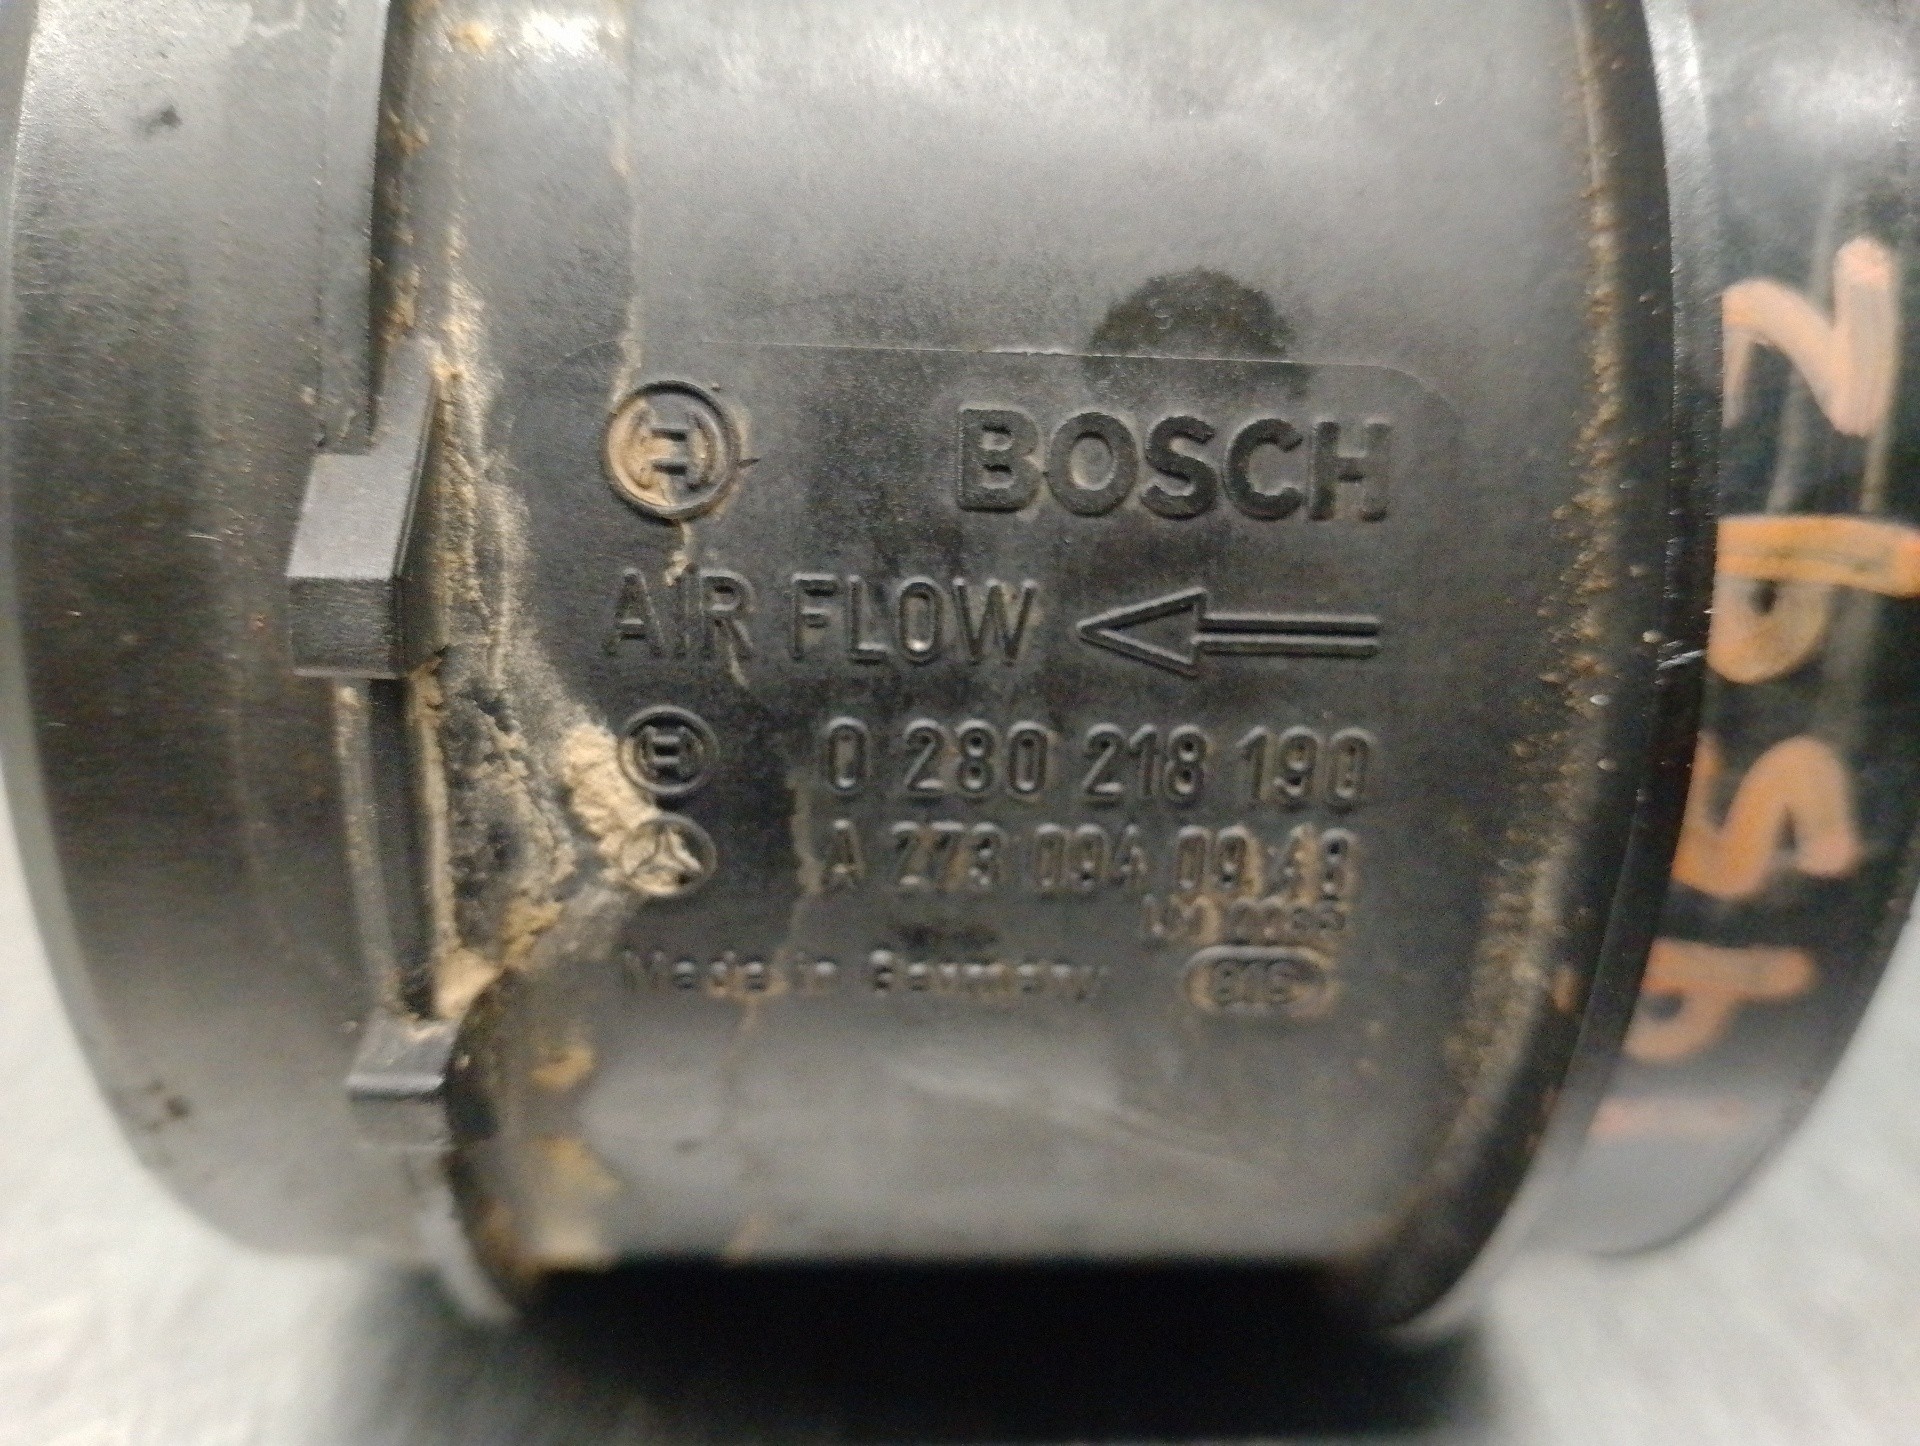 BOSCH
AIR FLOW
0 280 218 190
A 273 094 09 48
Made in Germany